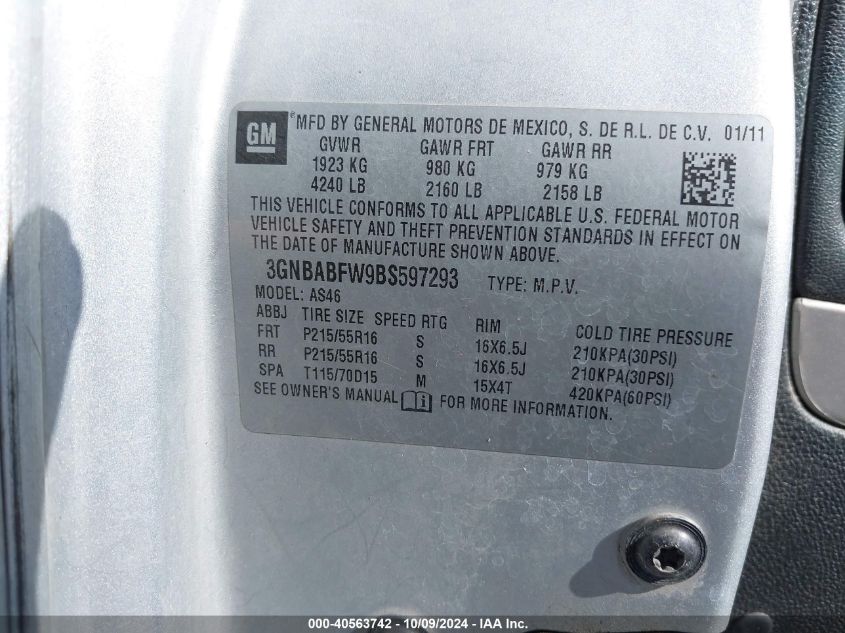 GM
® MFD BY GENERAL MOTORS DE MEXICO, S. DE R.L. DE C.V. 01/11
GVWR GAWR FRT GAWR RR
1923 KG 980 KG 979 KG
4240 LB 2160 LB 2158 LB
THIS VEHICLE CONFORMS TO ALL APPLICABLE U.S. FEDERAL MOTOR
VEHICLE SAFETY AND THEFT PREVENTION STANDARDS IN EFFECT ON
THE DATE OF MANUFACTURE SHOWN ABOVE.
3GNBABFW9BS597293 TYPE: M.P.V.
MODEL: AS46
ABBJ TIRE SIZE SPEED RTG RIM COLD TIRE PRESSURE
FRT P215/55R16 S 16X6.5J 210KPA(30PSI)
RR P215/55R16 S 16X6.5J 210KPA(30PSI)
SPA T115/70D15 M 15X4T 420KPA(60PSI)
SEE OWNER'S MANUAL FOR MORE INFORMATION.
000-40563742 - 10/09/2024 - IAA Inc.